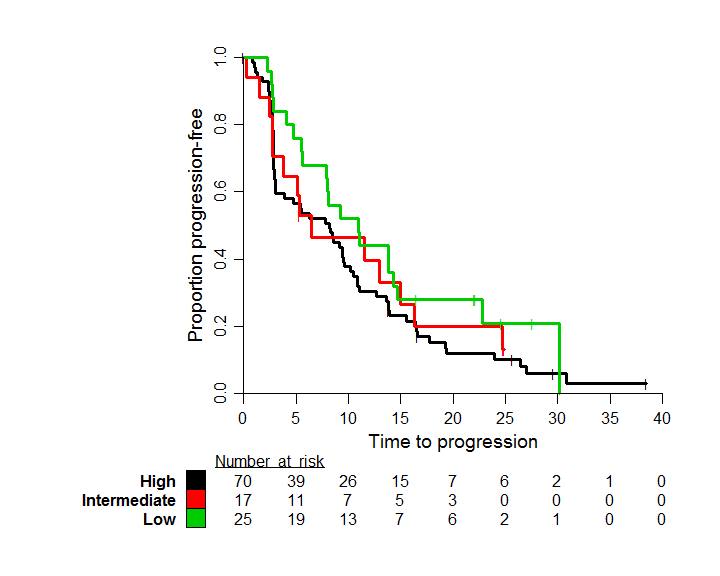 Proportion progression-free
1.0
0.8
0.6
0.4
0.2
0.0
0 5 10 15 20 25 30 35 40
Time to progression
Number at risk
High 70 39 26 15 7 6 2 1 0
Intermediate 17 11 7 5 3 0 0 0 0
Low 25 19 13 7 6 2 1 0 0